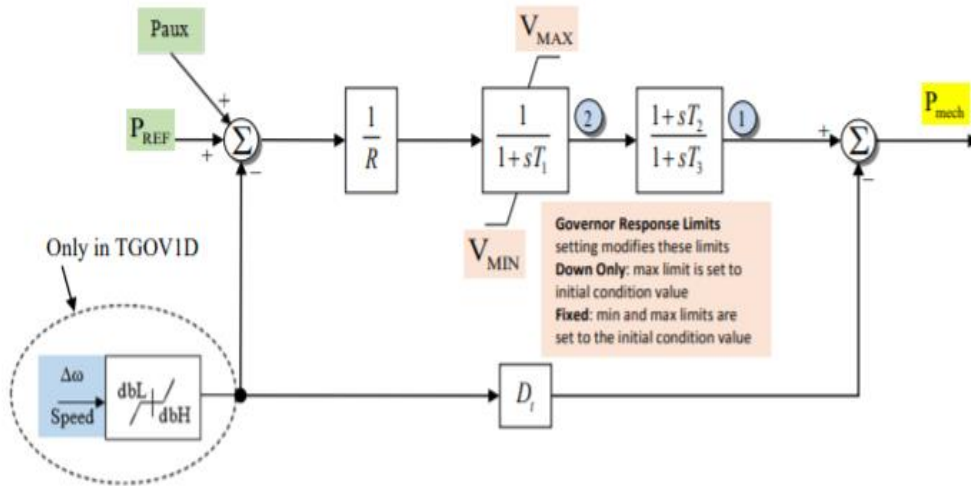 Paux
V_MAX
P_REF
+
+
−
Σ
1
R
1
1+sT_1
2
1+sT_2
1+sT_3
1
+
−
Σ
P_mech
V_MIN
Governor Response Limits
setting modifies these limits
Down Only: max limit is set to
initial condition value
Fixed: min and max limits are
set to the initial condition value
Only in TGOV1D
Δω
Speed
dbL
dbH
D_t